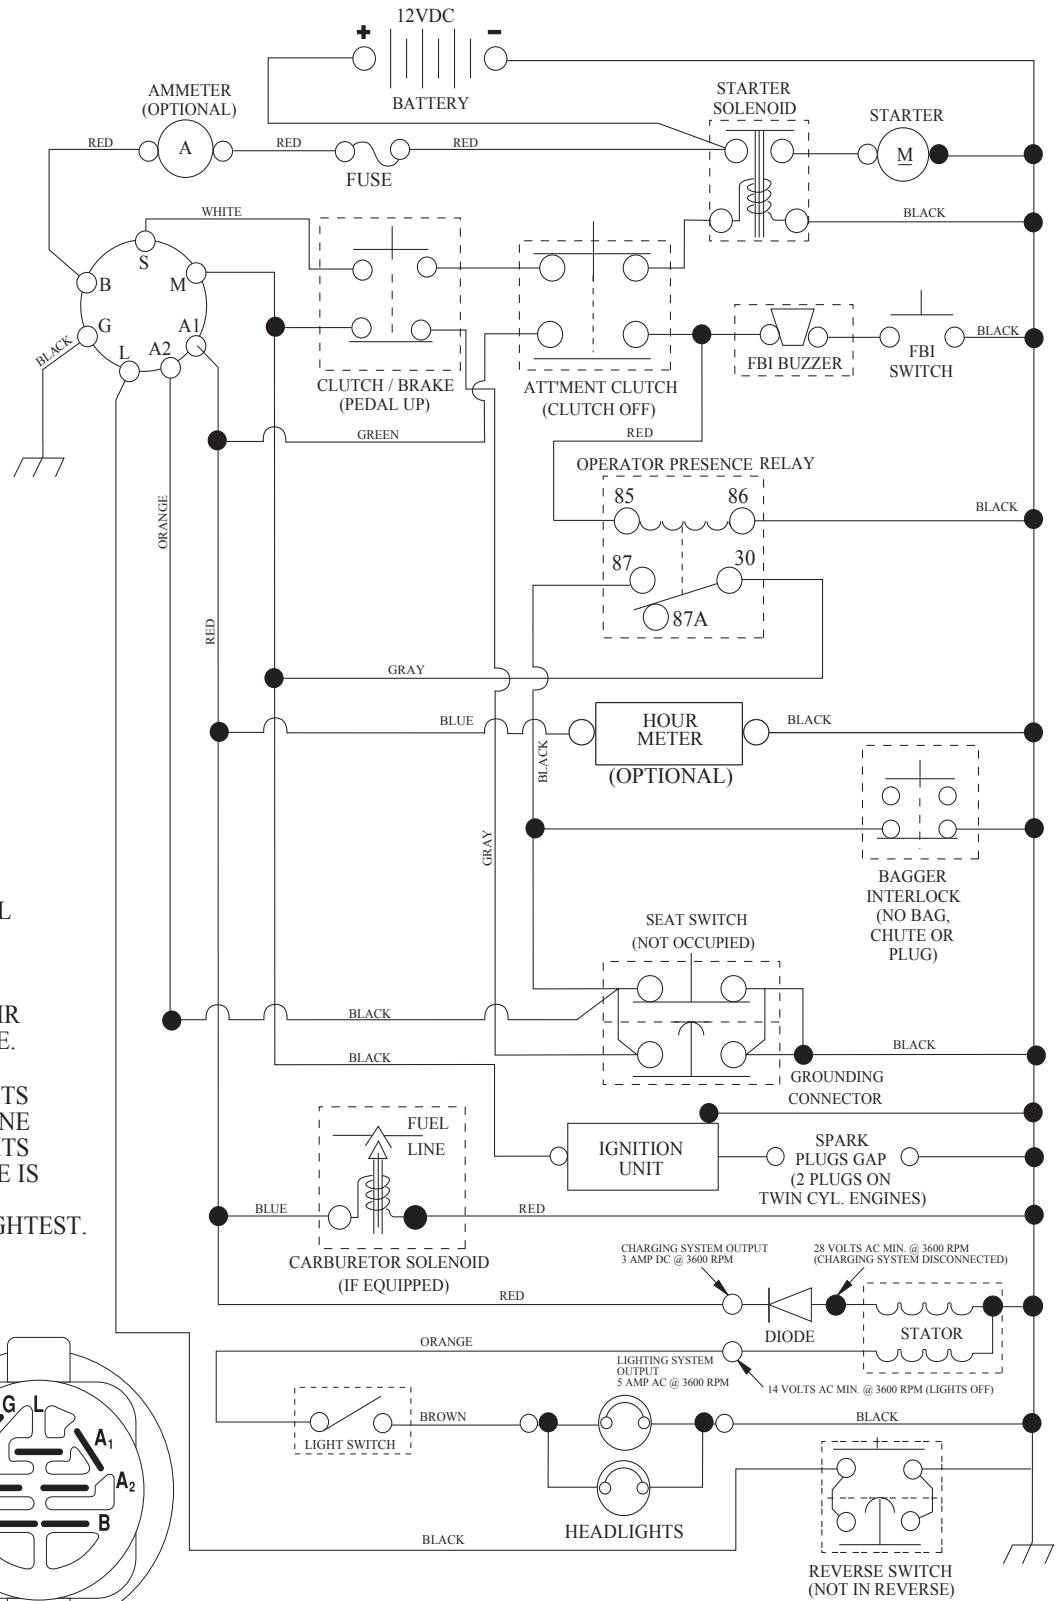 12VDC
+ -
BATTERY
AMMETER
(OPTIONAL)
STARTER
SOLENOID
STARTER
RED
A
RED
RED
FUSE
M
WHITE
BLACK
S
B
M
G
A1
L
A2
BLACK
CLUTCH / BRAKE
(PEDAL UP)
ATT'MENT CLUTCH
(CLUTCH OFF)
FBI BUZZER
FBI
SWITCH
BLACK
GREEN
RED
OPERATOR PRESENCE RELAY
85
86
BLACK
ORANGE
87
30
87A
RED
GRAY
BLUE
HOUR
METER
(OPTIONAL)
BLACK
BLACK
GRAY
BAGGER
INTERLOCK
(NO BAG,
CHUTE OR
PLUG)
L
SEAT SWITCH
(NOT OCCUPIED)
IR
E.
BLACK
BLACK
BLACK
GROUNDING
CONNECTOR
TS
NE
TS
E IS
GHTEST.
FUEL
LINE
IGNITION
UNIT
SPARK
PLUGS GAP
(2 PLUGS ON
TWIN CYL. ENGINES)
BLUE
RED
CARBURETOR SOLENOID
(IF EQUIPPED)
CHARGING SYSTEM OUTPUT
3 AMP DC @ 3600 RPM
28 VOLTS AC MIN. @ 3600 RPM
(CHARGING SYSTEM DISCONNECTED)
RED
DIODE
STATOR
ORANGE
LIGHTING SYSTEM
OUTPUT
5 AMP AC @ 3600 RPM
14 VOLTS AC MIN. @ 3600 RPM (LIGHTS OFF)
LIGHT SWITCH
BROWN
BLACK
HEADLIGHTS
G L
A1
A2
B
BLACK
REVERSE SWITCH
(NOT IN REVERSE)